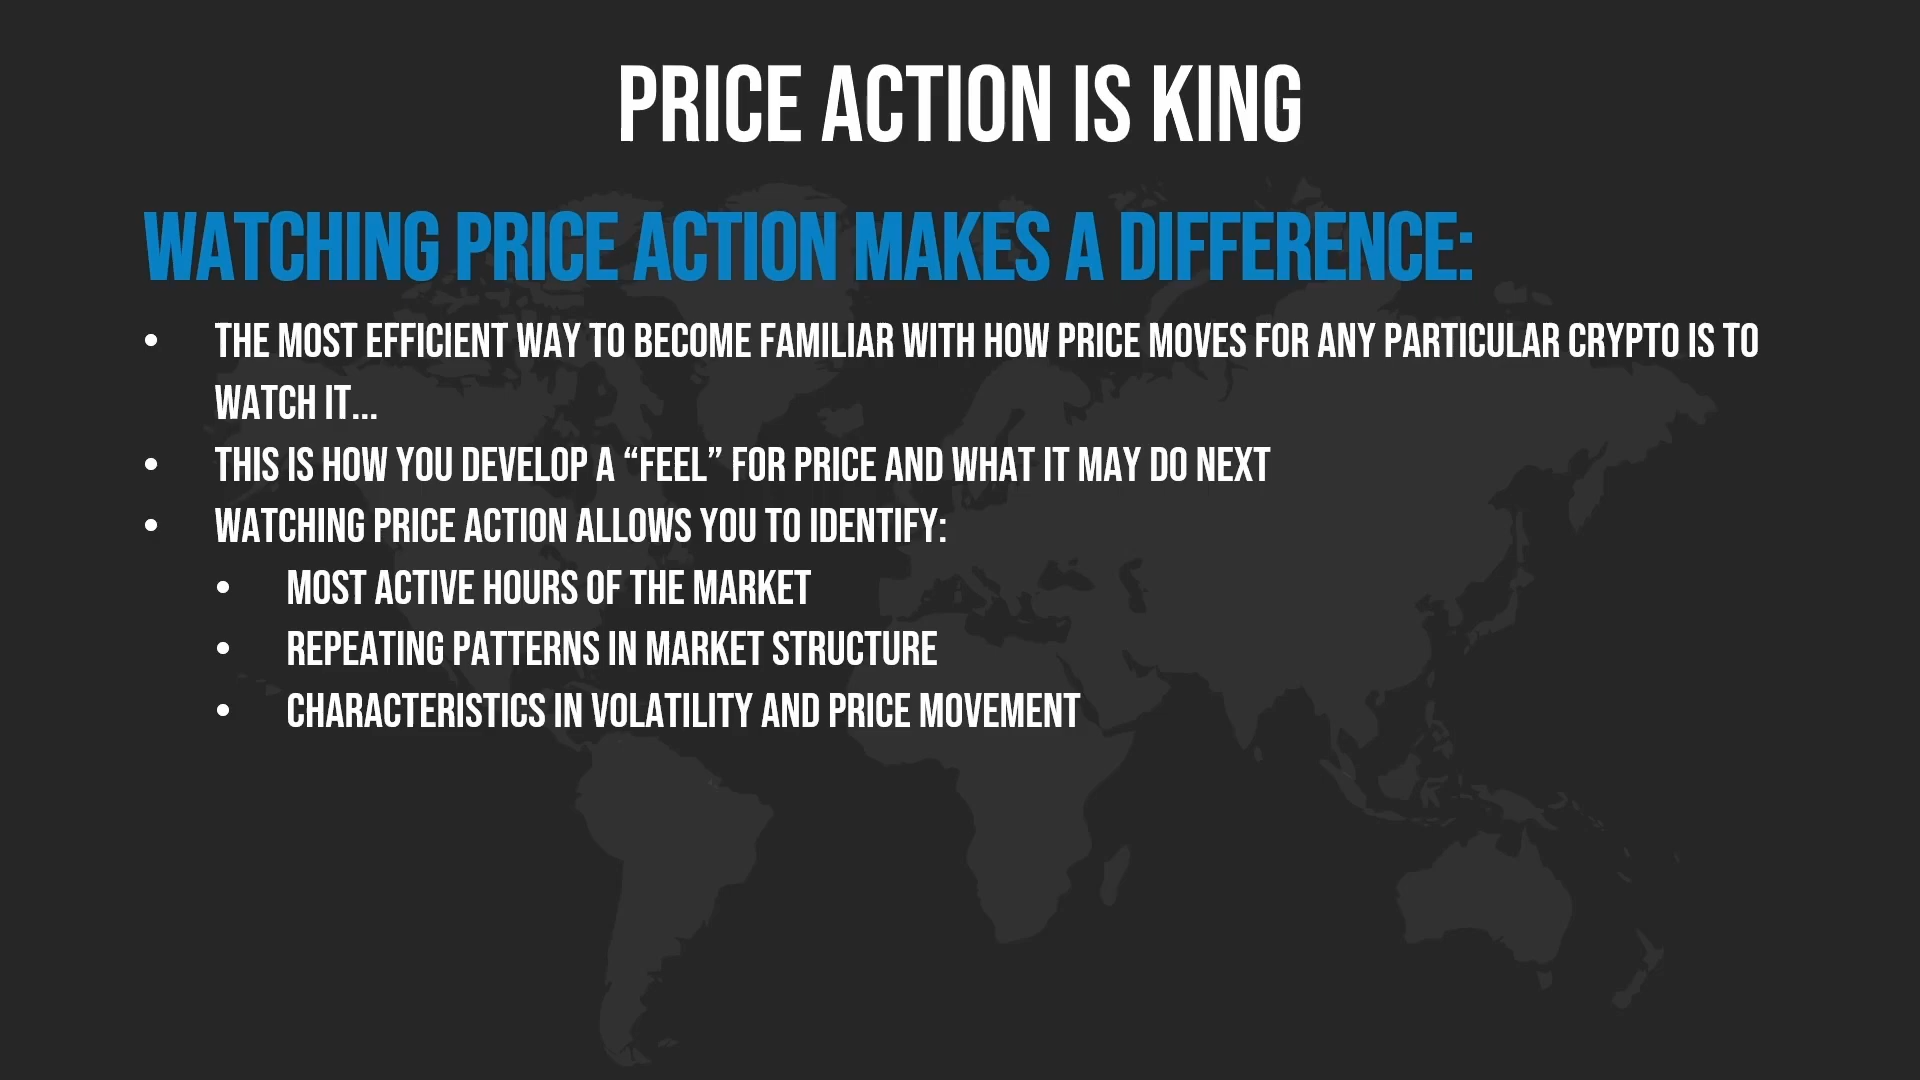 PRICE ACTION IS KING
WATCHING PRICE ACTION MAKES A DIFFERENCE:
• THE MOST EFFICIENT WAY TO BECOME FAMILIAR WITH HOW PRICE MOVES FOR ANY PARTICULAR CRYPTO IS TO
WATCH IT...
• THIS IS HOW YOU DEVELOP A “FEEL” FOR PRICE AND WHAT IT MAY DO NEXT
• WATCHING PRICE ACTION ALLOWS YOU TO IDENTIFY:
• MOST ACTIVE HOURS OF THE MARKET
• REPEATING PATTERNS IN MARKET STRUCTURE
• CHARACTERISTICS IN VOLATILITY AND PRICE MOVEMENT